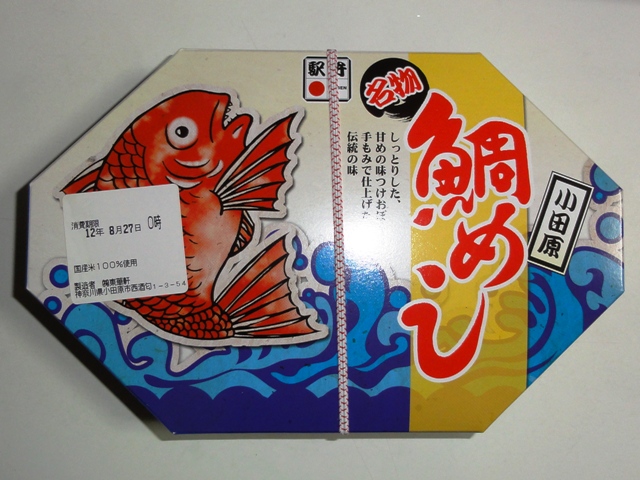 駅弁
名物
鯛めし
小田原
しっとりした、
甘めの味つけおぼ
手もみで仕上げた
伝統の味
消費期限
12年 8月27日 0時
国産米100%使用
製造者 ㈱東華軒
神奈川県小田原市西酒匂1-3-54